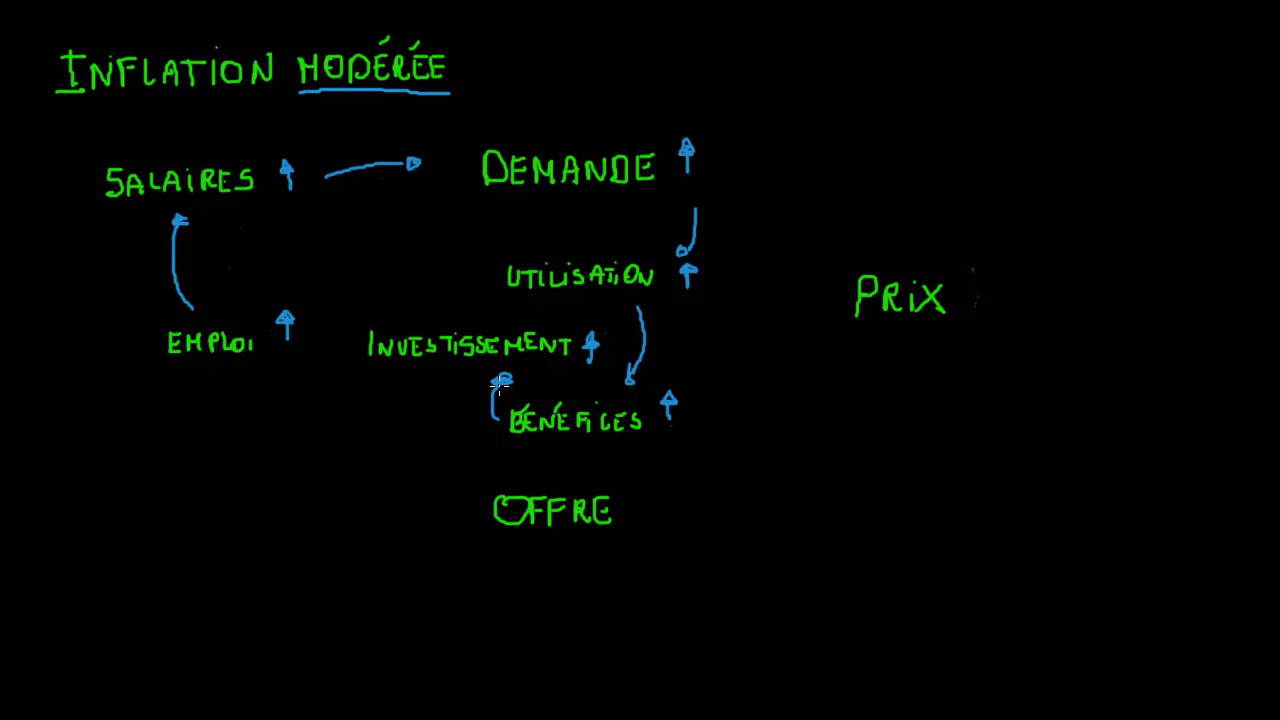 INFLATION MODÉRÉE
SALAIRES
DEMANDE
UTILISATION
PRIX
EMPLOI
INVESTISSEMENT
BÉNÉFICES
OFFRE